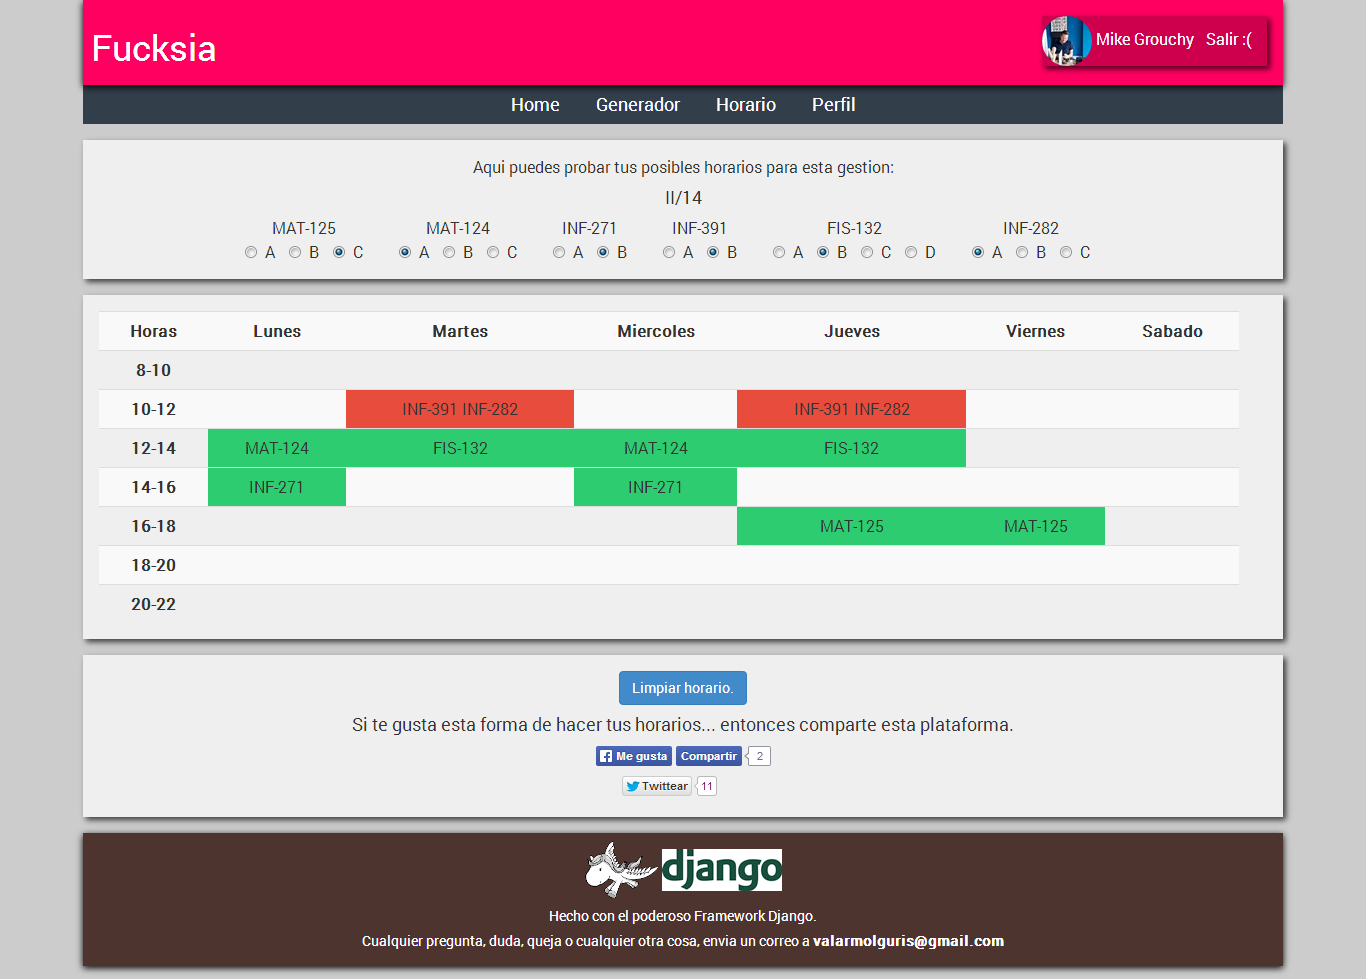 Fucksia
Mike Grouchy Salir :(
Home Generador Horario Perfil
Aqui puedes probar tus posibles horarios para esta gestion:
II/14
MAT-125 MAT-124 INF-271 INF-391 FIS-132 INF-282
A B C A B C A B A B A B C D A B C
Horas Lunes Martes Miercoles Jueves Viernes Sabado
8-10
10-12 INF-391 INF-282 INF-391 INF-282
12-14 MAT-124 FIS-132 MAT-124 FIS-132
14-16 INF-271 INF-271
16-18 MAT-125 MAT-125
18-20
20-22
Limpiar horario.
Si te gusta esta forma de hacer tus horarios... entonces comparte esta plataforma.
Me gusta Compartir 2
Twittear 11
django
Hecho con el poderoso Framework Django.
Cualquier pregunta, duda, queja o cualquier otra cosa, envia un correo a valarmolguris@gmail.com